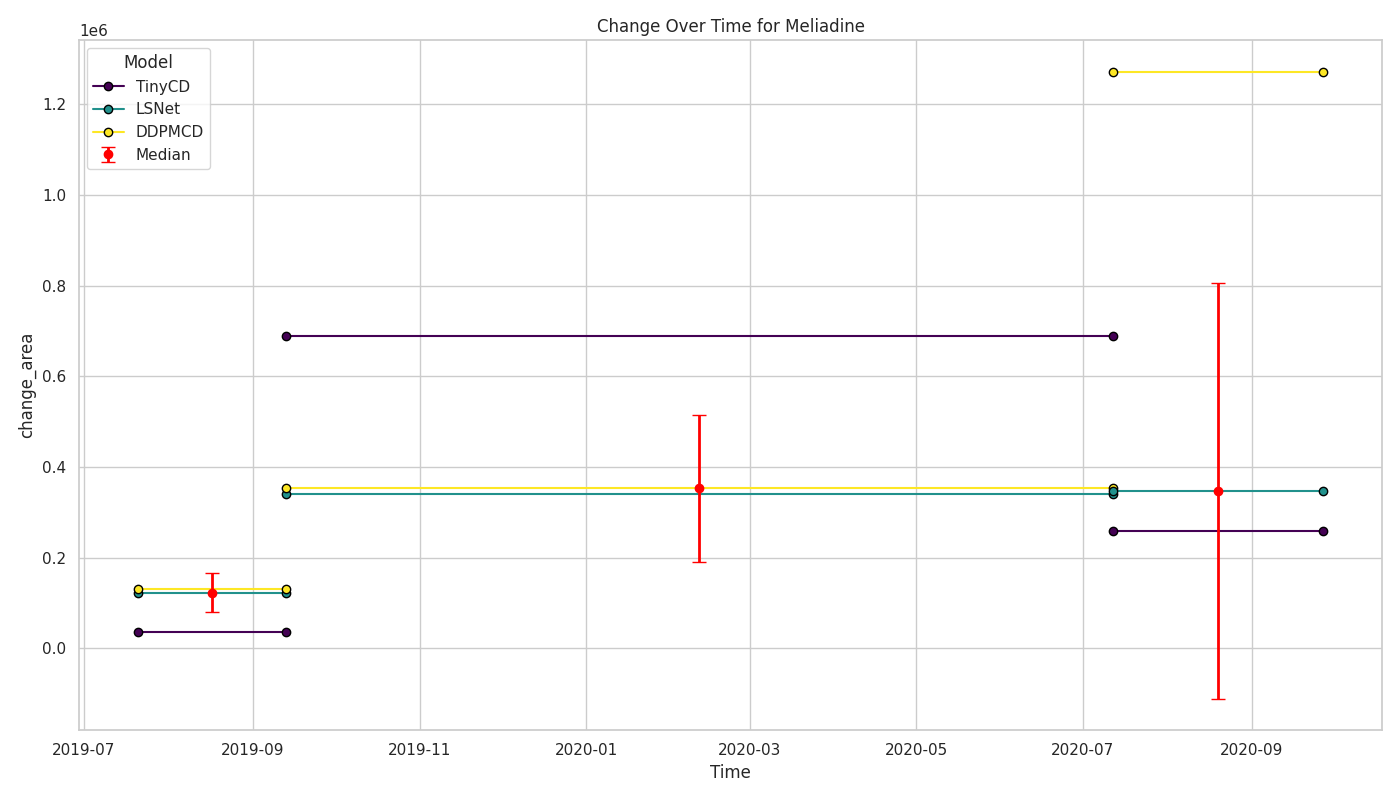 Change Over Time for Meliadine
1e6
Model
TinyCD
LSNet
DDPMCD
Median
1.2
1.0
0.8
0.6
0.4
0.2
0.0
change_area
2019-07
2019-09
2019-11
2020-01
2020-03
2020-05
2020-07
2020-09
Time